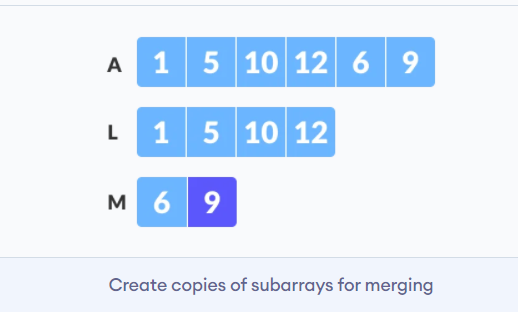 A 1 5 10 12 6 9
L 1 5 10 12
M 6 9
Create copies of subarrays for merging